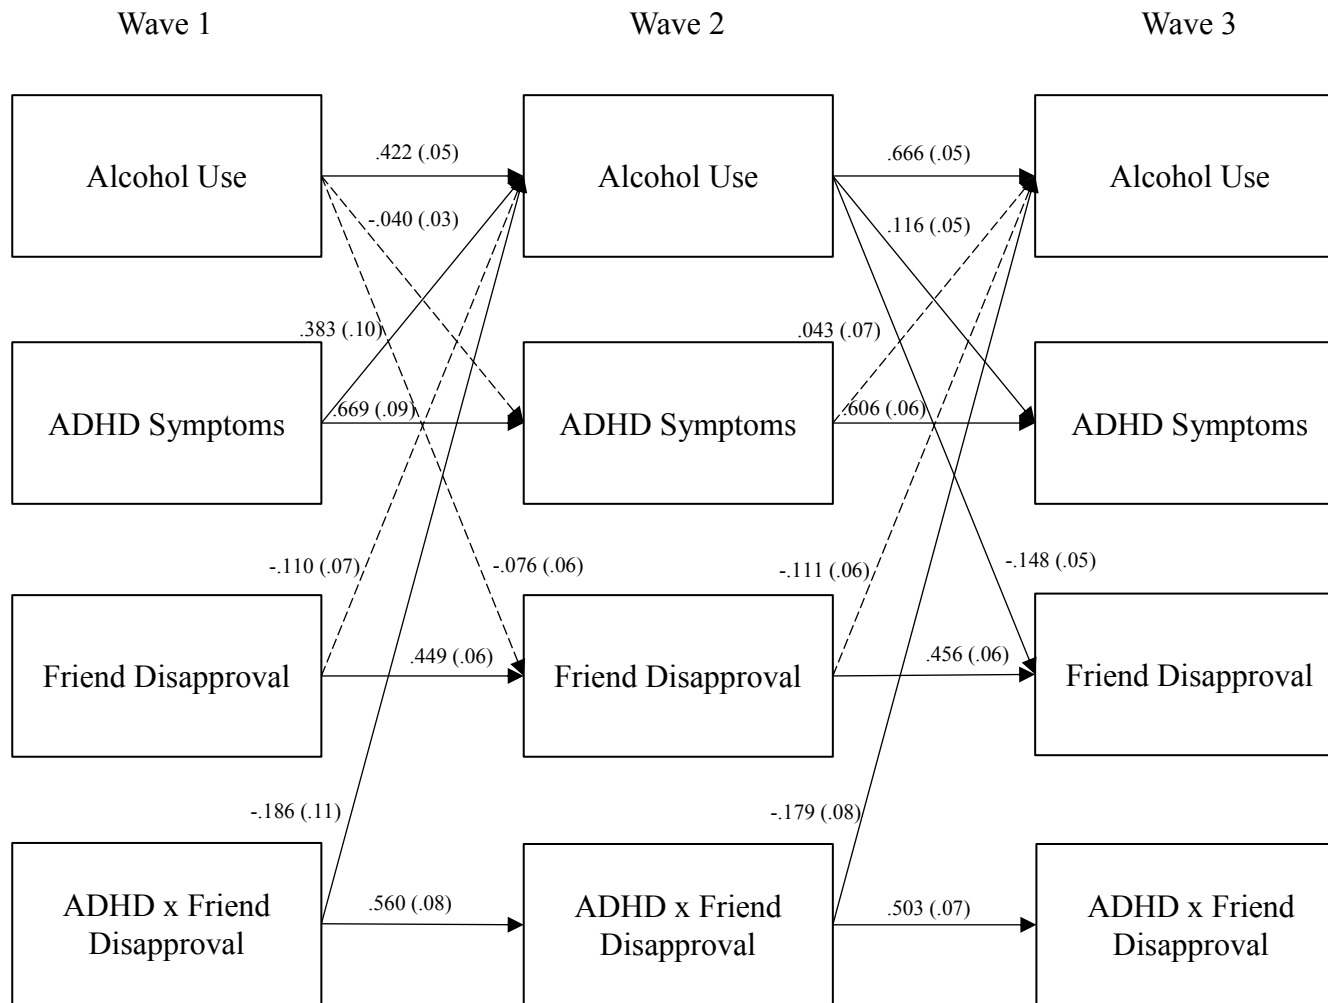 Wave 1
Wave 2
Wave 3
.422 (.05)
.666 (.05)
Alcohol Use
Alcohol Use
Alcohol Use
-.040 (.03)
.116 (.05)
.383 (.10)
.043 (.07)
.669 (.09)
.606 (.06)
ADHD Symptoms
ADHD Symptoms
ADHD Symptoms
-.110 (.07)
-.076 (.06)
-.111 (.06)
-.148 (.05)
.449 (.06)
.456 (.06)
Friend Disapproval
Friend Disapproval
Friend Disapproval
-.186 (.11)
-.179 (.08)
.560 (.08)
.503 (.07)
ADHD x Friend
Disapproval
ADHD x Friend
Disapproval
ADHD x Friend
Disapproval